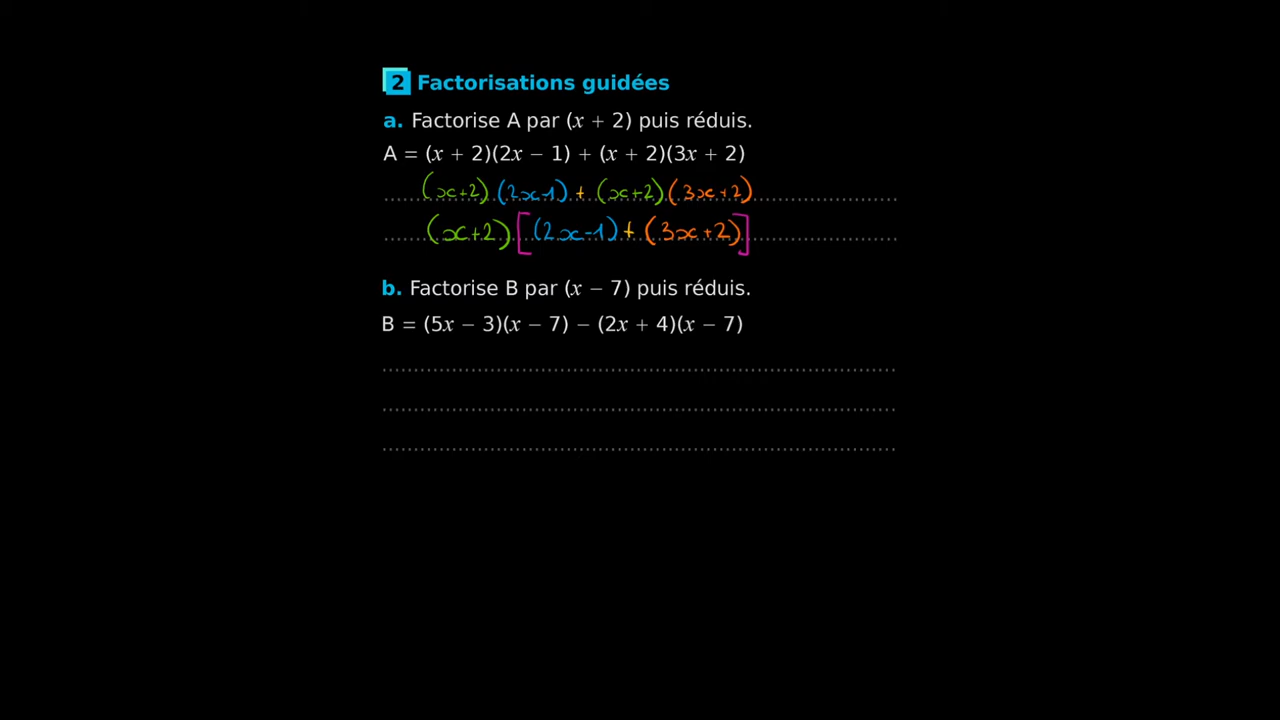 2 Factorisations guidées
a. Factorise A par (x + 2) puis réduis.
A = (x + 2)(2x − 1) + (x + 2)(3x + 2)
(x+2)(2x-1) + (x+2)(3x+2)
(x+2)[(2x-1) + (3x+2)]
b. Factorise B par (x − 7) puis réduis.
B = (5x − 3)(x − 7) − (2x + 4)(x − 7)